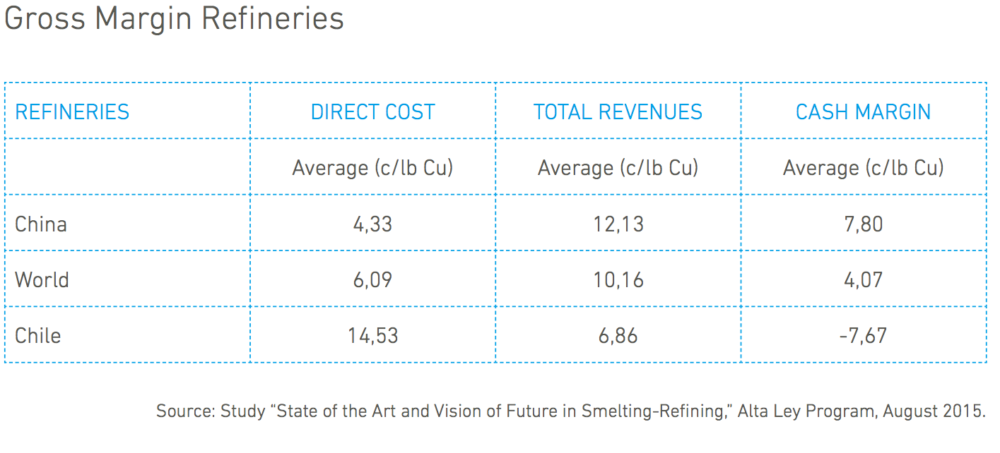 Gross Margin Refineries
REFINERIES DIRECT COST TOTAL REVENUES CASH MARGIN
Average (c/lb Cu) Average (c/lb Cu) Average (c/lb Cu)
China 4,33 12,13 7,80
World 6,09 10,16 4,07
Chile 14,53 6,86 -7,67
Source: Study “State of the Art and Vision of Future in Smelting-Refining,” Alta Ley Program, August 2015.